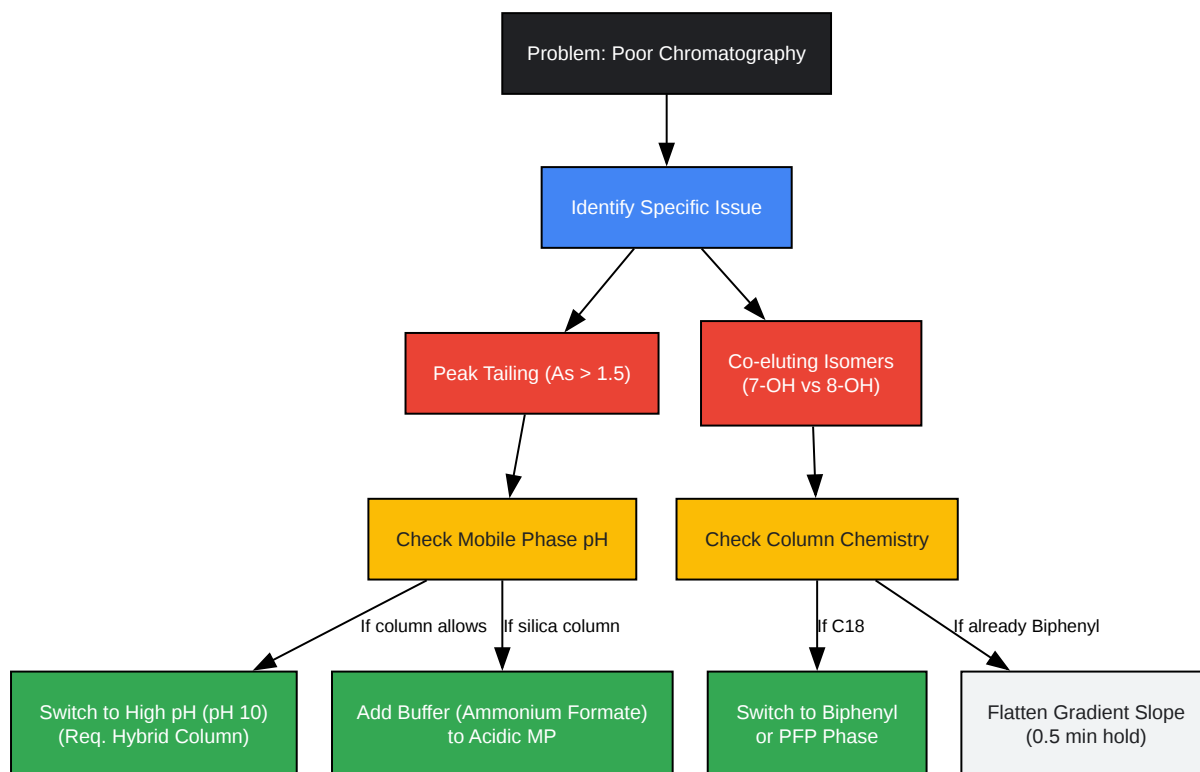 Problem: Poor Chromatography
Identify Specific Issue
Peak Tailing (As > 1.5)
Co-eluting Isomers
(7-OH vs 8-OH)
Check Mobile Phase pH
Check Column Chemistry
If column allows
If silica column
If C18
If already Biphenyl
Switch to High pH (pH 10)
(Req. Hybrid Column)
Add Buffer (Ammonium Formate)
to Acidic MP
Switch to Biphenyl
or PFP Phase
Flatten Gradient Slope
(0.5 min hold)